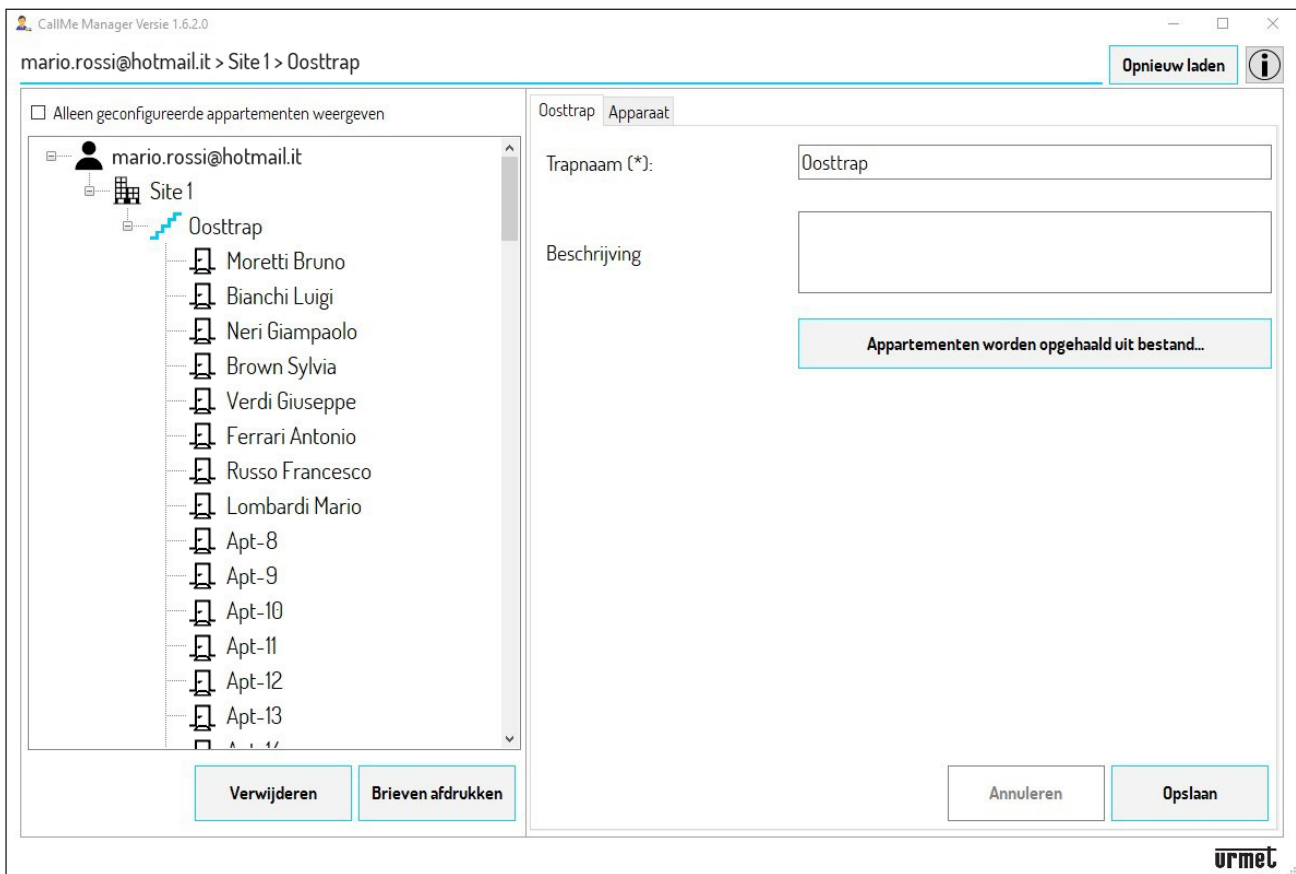 CallMe Manager Versie 1.6.2.0
mario.rossi@hotmail.it > Site 1 > Oosttrap
Opnieuw laden
Alleen geconfigureerde appartementen weergeven
mario.rossi@hotmail.it
Site 1
Oosttrap
Moretti Bruno
Bianchi Luigi
Neri Giampaolo
Brown Sylvia
Verdi Giuseppe
Ferrari Antonio
Russo Francesco
Lombardi Mario
Apt-8
Apt-9
Apt-10
Apt-11
Apt-12
Apt-13
Verwijderen
Brieven afdrukken
Oosttrap
Apparaat
Trapnaam (*):
Oosttrap
Beschrijving
Appartementen worden opgehaald uit bestand...
Annuleren
Opslaan
urmet